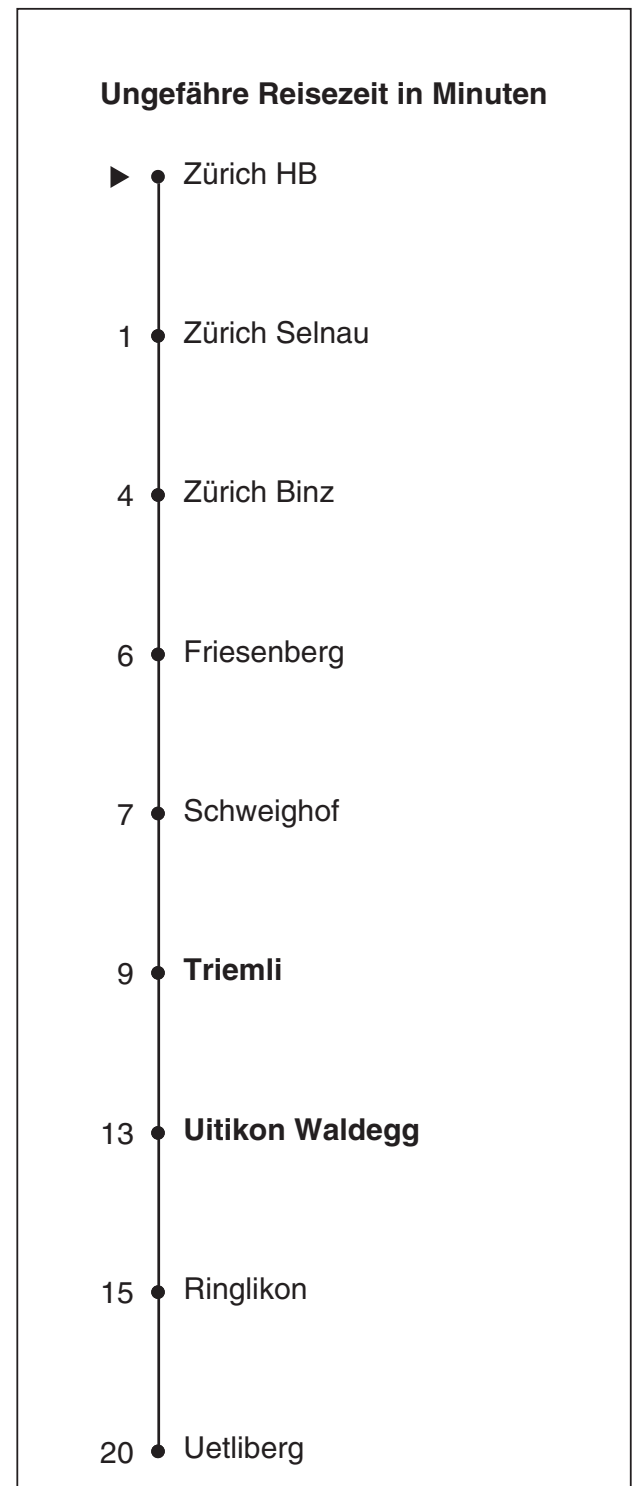 Ungefähre Reisezeit in Minuten
Zürich HB
1 Zürich Selnau
4 Zürich Binz
6 Friesenberg
7 Schweighof
9 Triemli
13 Uitikon Waldegg
15 Ringlikon
20 Uetliberg